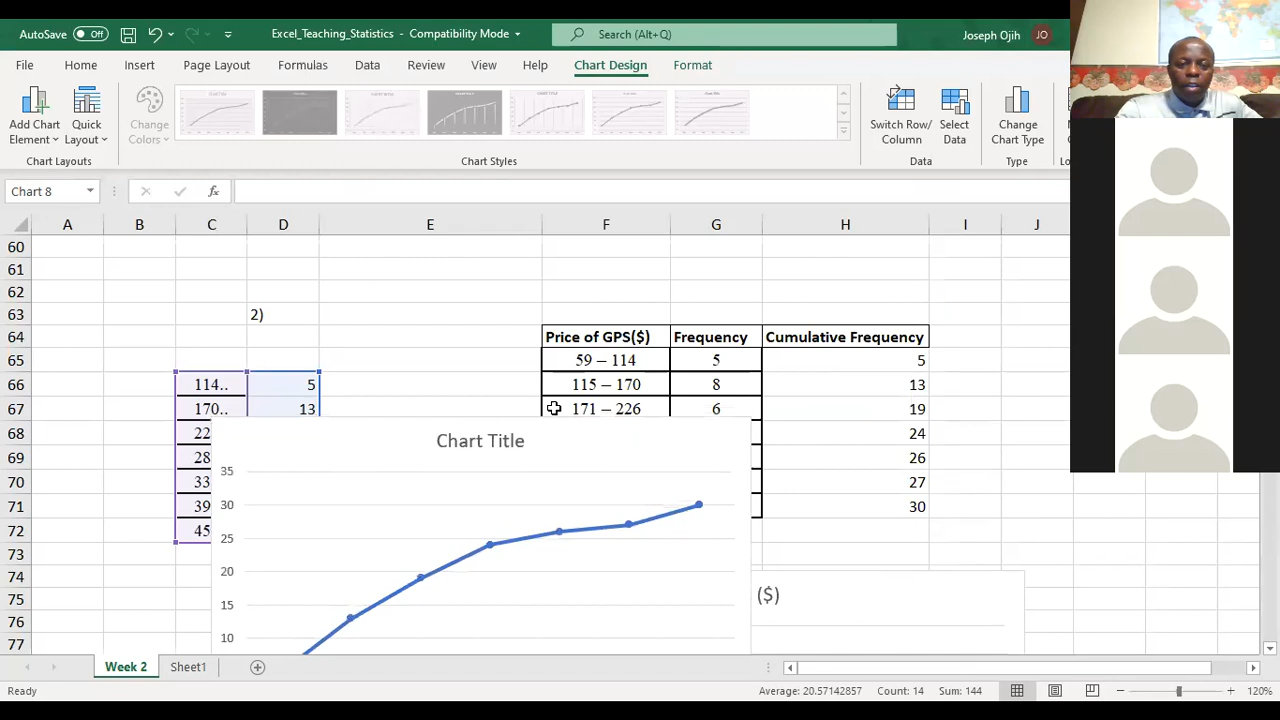 AutoSave Off
Excel_Teaching_Statistics - Compatibility Mode
Search (Alt+Q)
Joseph Ojih JO
File Home Insert Page Layout Formulas Data Review View Help Chart Design Format
Add Chart Element
Quick Layout
Change Colors
Switch Row/ Column
Select Data
Change Chart Type
Chart Layouts Chart Styles Data Type
Chart 8 fx
A B C D E F G H I J
60
61
62
63 2)
64 Price of GPS($) Frequency Cumulative Frequency
65 59 – 114 5 5
66 114.. 5 115 – 170 8 13
67 170.. 13 171 – 226 6 19
68 22 24
69 28 26
70 33 27
71 39 30
72 45
73
74
75
76
77
Chart Title
35
30
25
20
15
10
($)
Week 2 Sheet1
Ready Average: 20.57142857 Count: 14 Sum: 144 120%